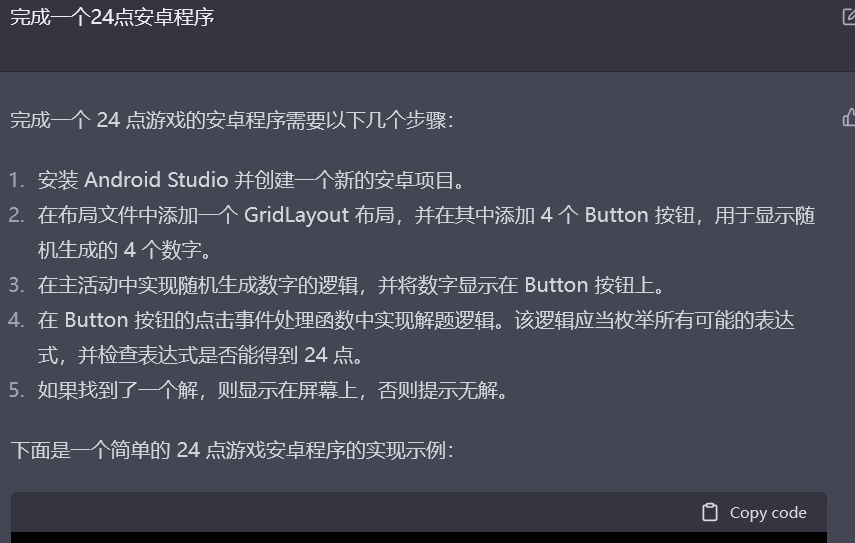 完成一个24点安卓程序
完成一个 24 点游戏的安卓程序需要以下几个步骤：
1. 安装 Android Studio 并创建一个新的安卓项目。
2. 在布局文件中添加一个 GridLayout 布局，并在其中添加 4 个 Button 按钮，用于显示随
机生成的 4 个数字。
3. 在主活动中实现随机生成数字的逻辑，并将数字显示在 Button 按钮上。
4. 在 Button 按钮的点击事件处理函数中实现解题逻辑。该逻辑应当枚举所有可能的表达
式，并检查表达式是否能得到 24 点。
5. 如果找到了一个解，则显示在屏幕上，否则提示无解。
下面是一个简单的 24 点游戏安卓程序的实现示例：
Copy code